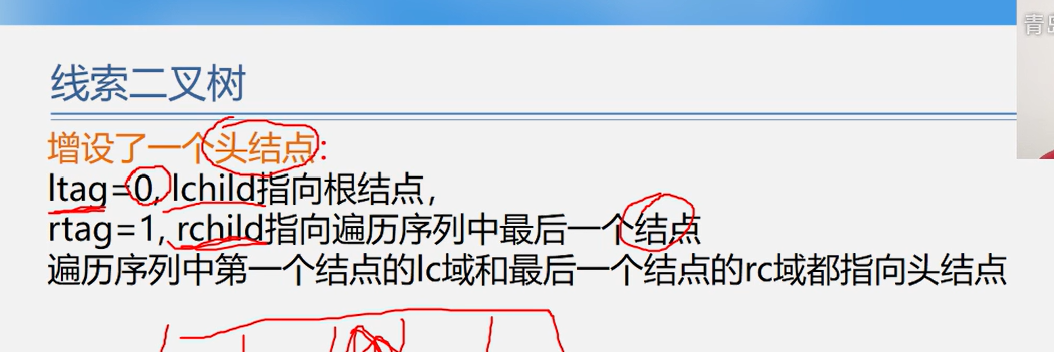 青
线索二叉树
增设了一个头结点：
ltag=0, lchild指向根结点，
rtag=1, rchild指向遍历序列中最后一个结点
遍历序列中第一个结点的lc域和最后一个结点的rc域都指向头结点